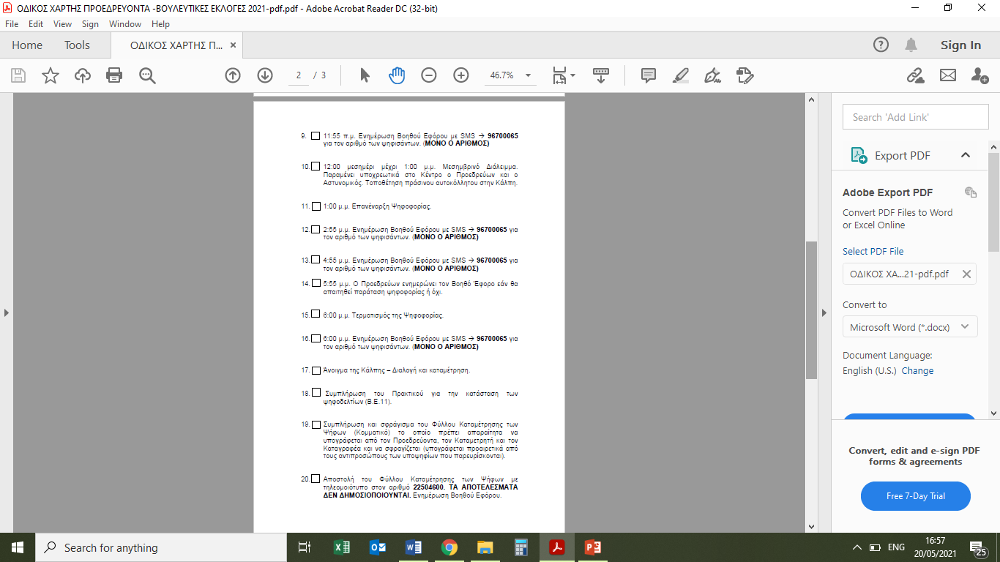 ΟΔΙΚΟΣ ΧΑΡΤΗΣ ΠΡΟΕΔΡΕΥΟΝΤΑ -ΒΟΥΛΕΥΤΙΚΕΣ ΕΚΛΟΓΕΣ 2021-pdf.pdf - Adobe Acrobat Reader DC (32-bit)
File Edit View Sign Window Help
Home Tools ΟΔΙΚΟΣ ΧΑΡΤΗΣ Π... × Sign In
2 / 3 46.7%
9. 11:55 π.μ. Ενημέρωση Βοηθού Εφόρου με SMS → 96700065
για τον αριθμό των ψηφισάντων. (ΜΟΝΟ Ο ΑΡΙΘΜΟΣ)
10. 12:00 μεσημέρι μέχρι 1:00 μ.μ. Μεσημβρινό Διάλειμμα.
Παραμένει υποχρεωτικά στο Κέντρο ο Προεδρεύων και ο
Αστυνομικός. Τοποθέτηση πράσινου αυτοκόλλητου στην Κάλπη.
11. 1:00 μ.μ. Επανέναρξη Ψηφοφορίας.
12. 2:55 μ.μ. Ενημέρωση Βοηθού Εφόρου με SMS → 96700065 για
τον αριθμό των ψηφισάντων. (ΜΟΝΟ Ο ΑΡΙΘΜΟΣ)
13. 4:55 μ.μ. Ενημέρωση Βοηθού Εφόρου με SMS → 96700065 για
τον αριθμό των ψηφισάντων. (ΜΟΝΟ Ο ΑΡΙΘΜΟΣ)
14. 5:55 μ.μ. Ο Προεδρεύων ενημερώνει τον Βοηθό Έφορο εάν θα
απαιτηθεί παράταση ψηφοφορίας ή όχι.
15. 6:00 μ.μ. Τερματισμός της Ψηφοφορίας.
16. 6:00 μ.μ. Ενημέρωση Βοηθού Εφόρου με SMS → 96700065 για
τον αριθμό των ψηφισάντων. (ΜΟΝΟ Ο ΑΡΙΘΜΟΣ)
17. Άνοιγμα της Κάλπης – Διαλογή και καταμέτρηση.
18. Συμπλήρωση του Πρακτικού για την κατάσταση των
ψηφοδελτίων (Β.Ε.11).
19. Συμπλήρωση και σφράγισμα του Φύλλου Καταμέτρησης των
Ψήφων (Κομματικό) το οποίο πρέπει απαραίτητα να
υπογράφεται από τον Προεδρεύοντα, τον Καταμετρητή και τον
Καταγραφέα και να σφραγίζεται (υπογράφεται προαιρετικά από
τους αντιπροσώπους των υποψηφίων που παρευρίσκονται).
20. Αποστολή του Φύλλου Καταμέτρησης των Ψήφων με
τηλεομοιότυπο στον αριθμό 22504600. ΤΑ ΑΠΟΤΕΛΕΣΜΑΤΑ
ΔΕΝ ΔΗΜΟΣΙΟΠΟΙΟΥΝΤΑΙ. Ενημέρωση Βοηθού Εφόρου.
Search 'Add Link'
Export PDF
Adobe Export PDF
Convert PDF Files to Word
or Excel Online
Select PDF File
ΟΔΙΚΟΣ ΧΑ...21-pdf.pdf
Convert to
Microsoft Word (*.docx)
Document Language:
English (U.S.) Change
Convert, edit and e-sign PDF
forms & agreements
Free 7-Day Trial
Search for anything
ENG
16:57
20/05/2021
25